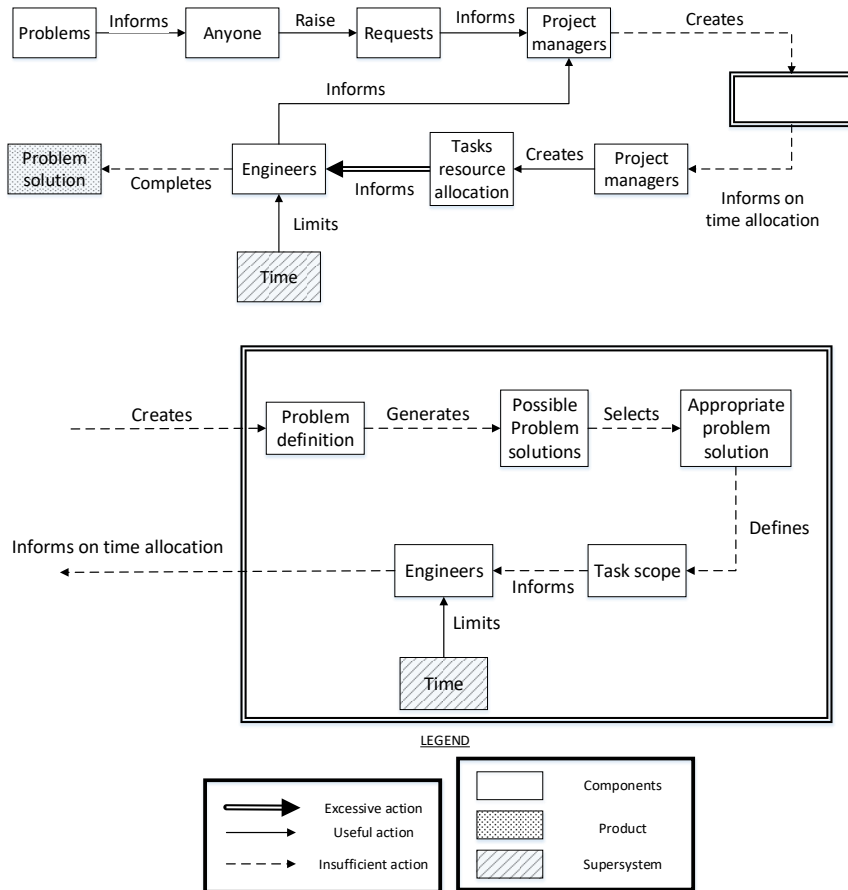 Problems
Informs
Anyone
Raise
Requests
Informs
Project
managers
Creates
Informs
Problem
solution
Completes
Engineers
Informs
Tasks
resource
allocation
Creates
Project
managers
Informs on
time allocation
Limits
Time
Creates
Problem
definition
Generates
Possible
Problem
solutions
Selects
Appropriate
problem
solution
Defines
Informs on time allocation
Engineers
Informs
Task scope
Limits
Time
LEGEND
Excessive action
Useful action
Insufficient action
Components
Product
Supersystem